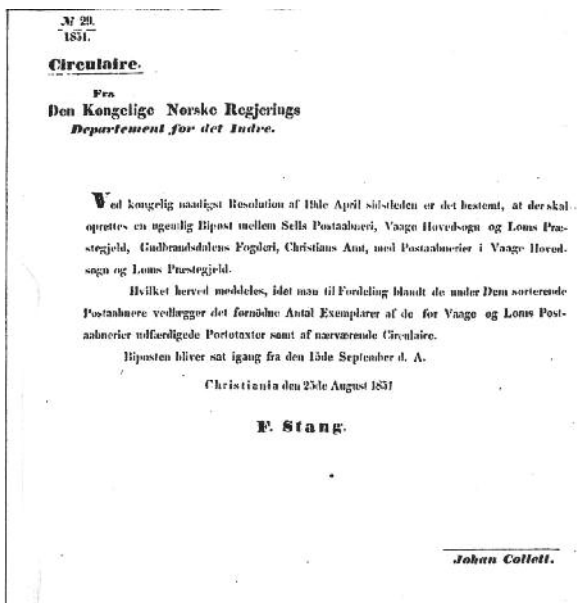 № 29.
1851.
Circulaire.
Fra
Den Kongelige Norske Regjerings
Departement for det Indre.
Ved kongelig naadigst Resolution af 19de April sidstleden er det bestemt, at der skal
oprettes en ugentlig Bipost mellem Sells Postaabneri, Vaage Hovedsogn og Loms Præ-
stegjeld, Gudbrandsdalens Fogderi, Christians Amt, med Postaabnerier i Vaage Hoved-
sogn og Loms Præstegjeld.
Hvilket herved meddeles, idet man til Fordeling blandt de under Dem sorterende
Postaabnere vedlægger det fornödne Antal Exemplarer af de for Vaage og Loms Post-
aabnerier udfærdigede Portotaxter samt af nærværende Circulaire.
Biposten bliver sat igang fra den 15de September d. A.
Christiania den 25de August 1851
F. Stang.
Johan Collett.